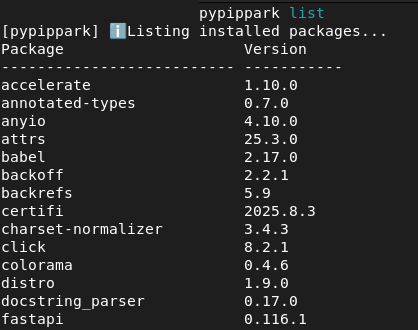 pypippark list
[pypippark] ℹ️Listing installed packages...
Package Version
-------------------------- -----------
accelerate 1.10.0
annotated-types 0.7.0
anyio 4.10.0
attrs 25.3.0
babel 2.17.0
backoff 2.2.1
backrefs 5.9
certifi 2025.8.3
charset-normalizer 3.4.3
click 8.2.1
colorama 0.4.6
distro 1.9.0
docstring_parser 0.17.0
fastapi 0.116.1